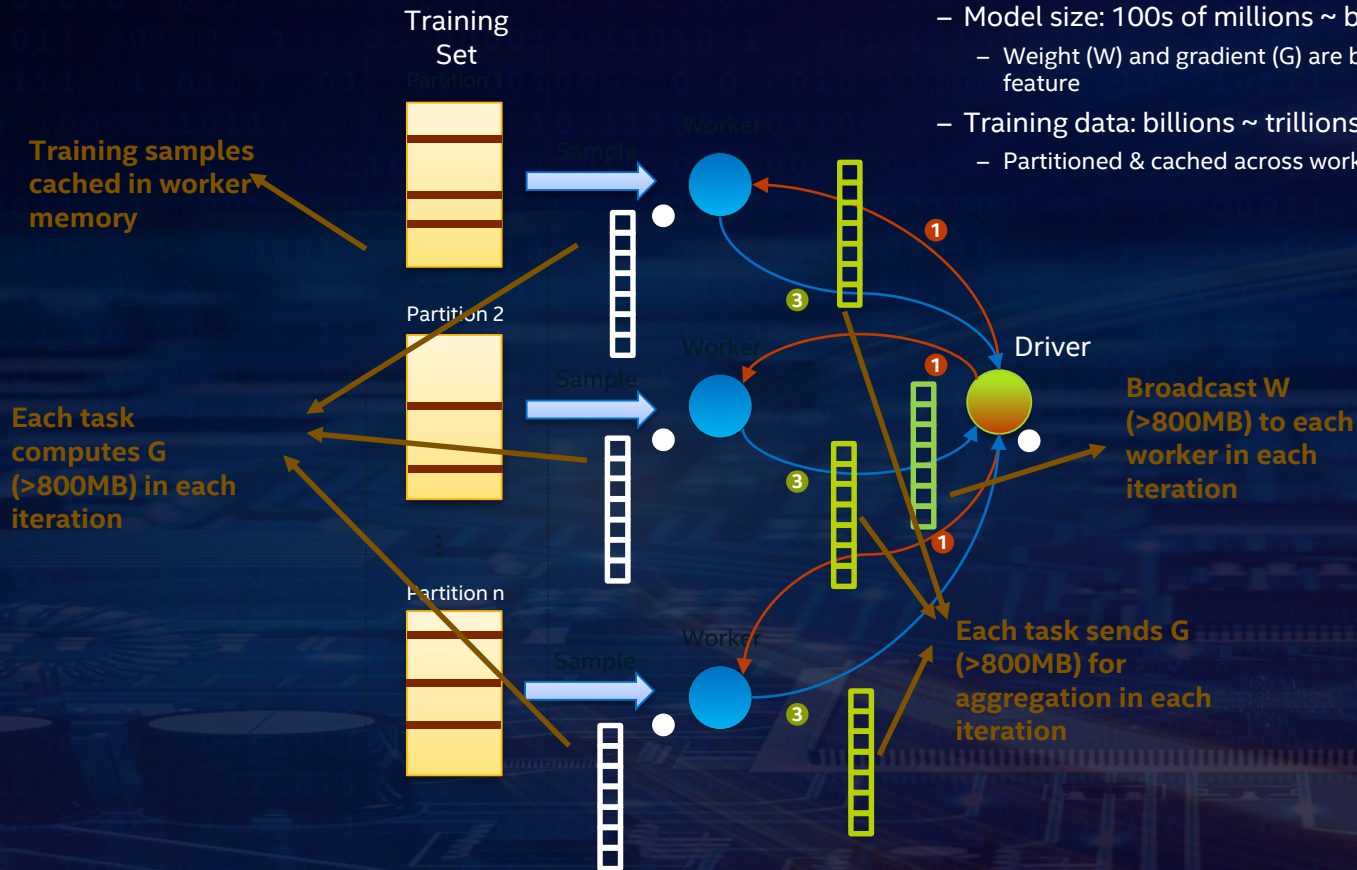 Training
Set
Partition 1
– Model size: 100s of millions ~ b
– Weight (W) and gradient (G) are b
feature
– Training data: billions ~ trillions
– Partitioned & cached across work
Training samples
cached in worker
memory
Sample
Worker
1
3
Partition 2
Sample
Worker
1
3
Driver
Broadcast W
(>800MB) to each
worker in each
iteration
Each task
computes G
(>800MB) in each
iteration
1
Partition n
Sample
Worker
3
Each task sends G
(>800MB) for
aggregation in each
iteration